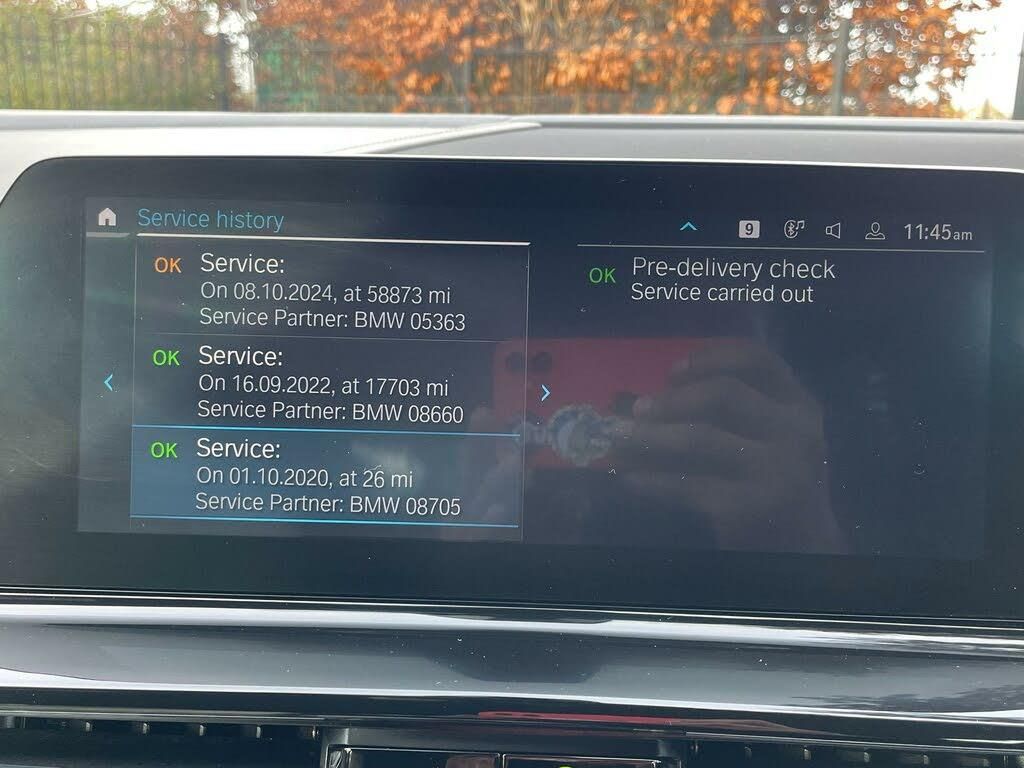 Service history
9
11:45am
OK Service:
On 08.10.2024, at 58873 mi
Service Partner: BMW 05363
OK Service:
On 16.09.2022, at 17703 mi
Service Partner: BMW 08660
OK Service:
On 01.10.2020, at 26 mi
Service Partner: BMW 08705
OK Pre-delivery check
Service carried out